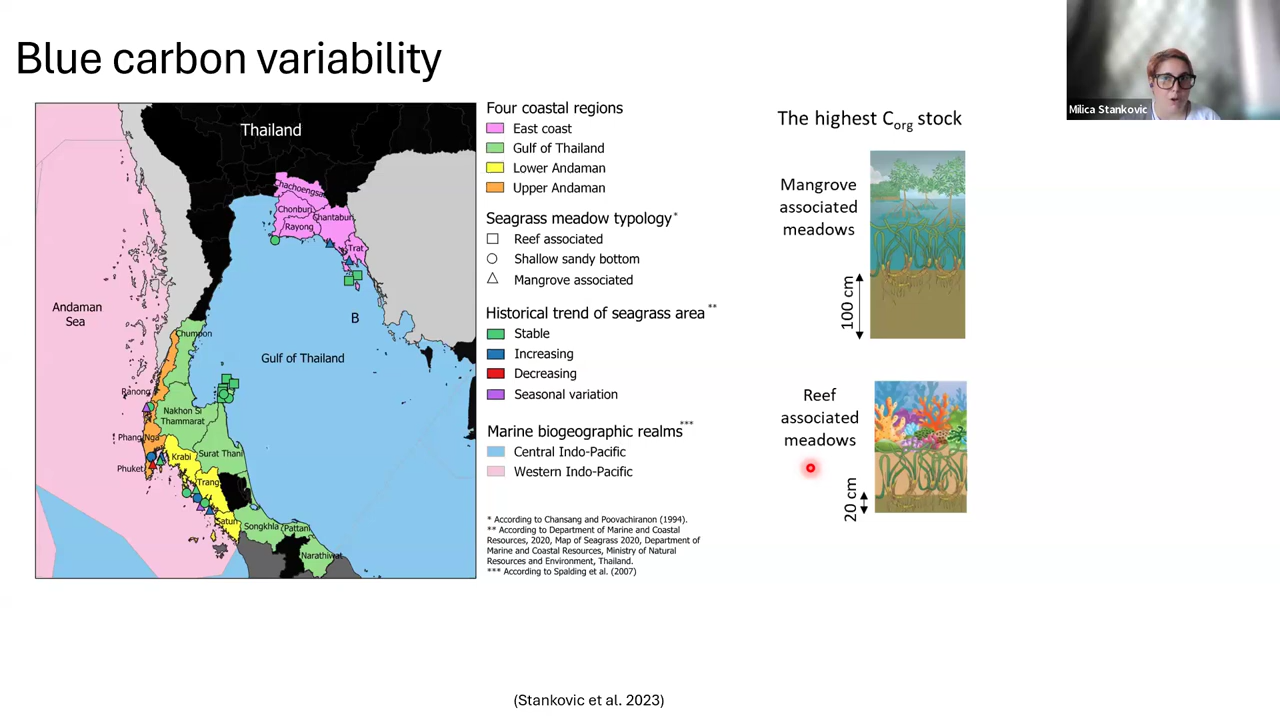 Blue carbon variability
Milica Stankovic
Thailand
Andaman
Sea
Gulf of Thailand
B
Chachoengsa
Chonburi
Chantaburi
Rayong
Trat
Chumpon
Ranong
Nakhon Si
Thammarat
Phang Nga
Krabi
Surat Thani
Phuket
Trang
Satun
Songkhla
Pattani
Narathiwat
Four coastal regions
East coast
Gulf of Thailand
Lower Andaman
Upper Andaman
Seagrass meadow typology*
Reef associated
Shallow sandy bottom
Mangrove associated
Historical trend of seagrass area**
Stable
Increasing
Decreasing
Seasonal variation
Marine biogeographic realms***
Central Indo-Pacific
Western Indo-Pacific
* According to Chansang and Poovachiranon (1994).
** According to Department of Marine and Coastal
Resources, 2020, Map of Seagrass 2020, Department of
Marine and Coastal Resources, Ministry of Natural
Resources and Environment, Thailand.
*** According to Spalding et al. (2007)
The highest Corg stock
Mangrove
associated
meadows
100 cm
Reef
associated
meadows
20 cm
(Stankovic et al. 2023)